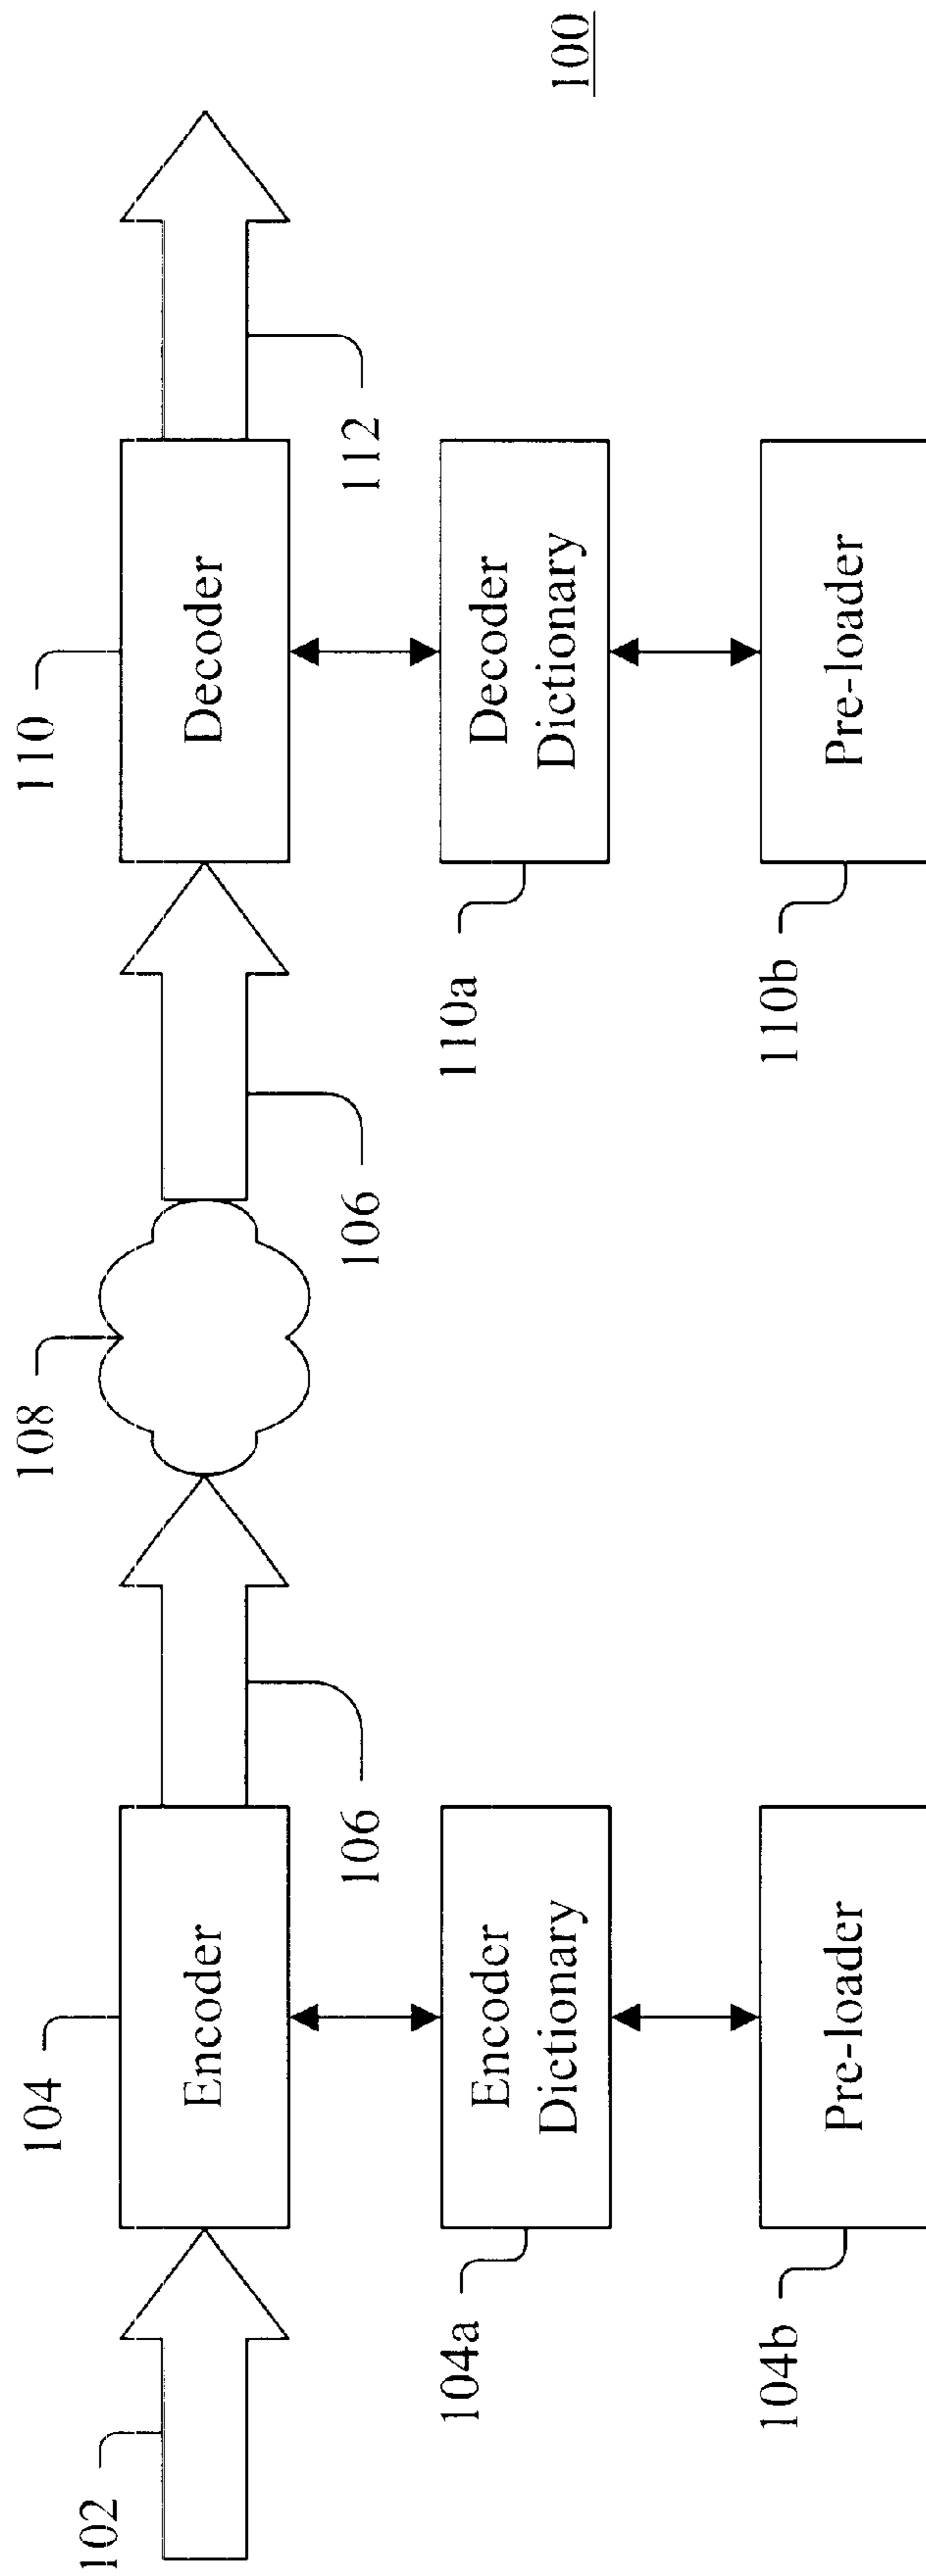 100
102
104
Encoder
106
108
106
110
Decoder
112
104a
Encoder
Dictionary
110a
Decoder
Dictionary
104b
Pre-loader
110b
Pre-loader